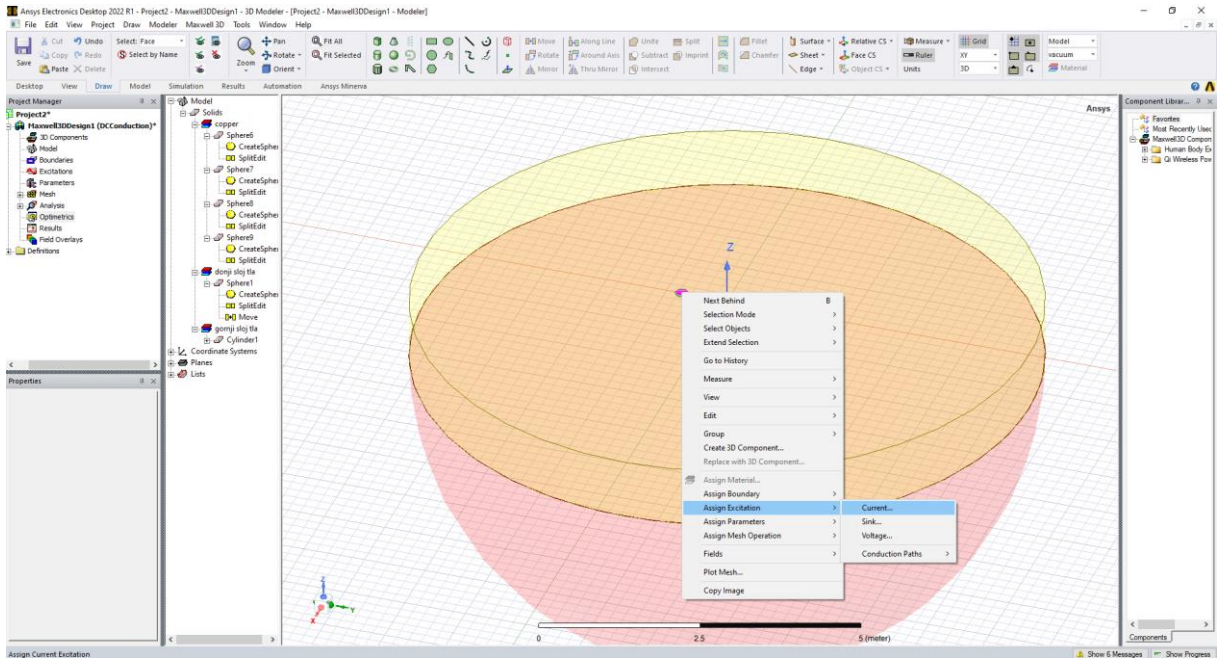 Ansys Electronics Desktop 2022 R1 - Project2 - Maxwell3DDesign1 - 3D Modeler - [Project2 - Maxwell3DDesign1 - Modeler]
File Edit View Project Draw Modeler Maxwell 3D Tools Window Help
Save
Cut Undo Select: Face
Copy Redo Select by Name
Paste Delete
Zoom
Pan
Rotate
Orient
Fit All
Fit Selected
Move Along Line Unite Split Fillet Surface Relative CS Measure Grid Model
Rotate Around Axis Subtract Imprint Chamfer Sheet Face CS Ruler XY vacuum
Mirror Thru Mirror Intersect Edge Object CS Units 3D Material
Desktop View Draw Model Simulation Results Automation Ansys Minerva
Project Manager
Project2*
Maxwell3DDesign1 (DCConduction)*
3D Components
Model
Boundaries
Excitations
Parameters
Mesh
Analysis
Optimetrics
Results
Field Overlays
Definitions
Properties
Model
Solids
copper
Sphere6
CreateSpher
SplitEdit
Sphere7
CreateSpher
SplitEdit
Sphere8
CreateSpher
SplitEdit
Sphere9
CreateSpher
SplitEdit
donji sloj tla
Sphere1
CreateSpher
SplitEdit
Move
gornji sloj tla
Cylinder1
Coordinate Systems
Planes
Lists
Ansys
Z
Next Behind B
Selection Mode
Select Objects
Extend Selection
Go to History
Measure
View
Edit
Group
Create 3D Component...
Replace with 3D Component...
Assign Material...
Assign Boundary
Assign Excitation
Assign Parameters
Assign Mesh Operation
Fields
Plot Mesh...
Copy Image
Current...
Sink...
Voltage...
Conduction Paths
Z
Y
X
0 2.5 5 (meter)
Component Librar...
Favorites
Most Recently Usec
Maxwell3D Compon
Human Body Ex
Qi Wireless Pow
Components
Assign Current Excitation
Show 6 Messages Show Progress